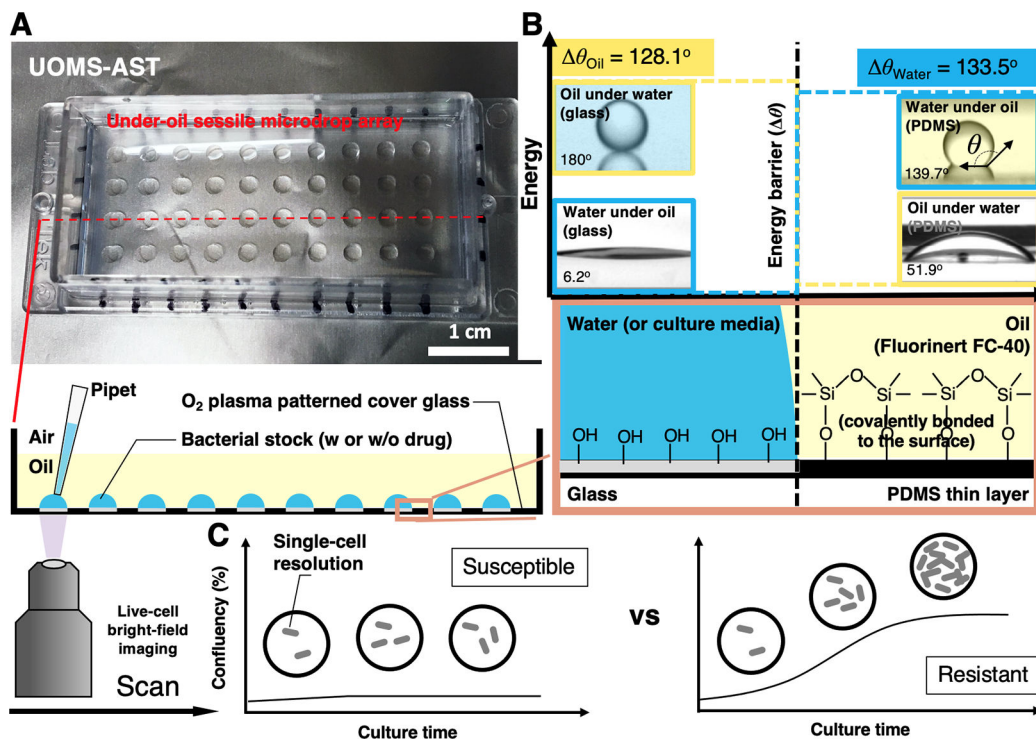 A
UOMS-AST
Under-oil sessile microdrop array
1 cm
Pipet
Air
Oil
O₂ plasma patterned cover glass
Bacterial stock (w or w/o drug)
Live-cell
bright-field
imaging
Scan
B
Energy
Δθ_Oil = 128.1°
Oil under water
(glass)
180°
Water under oil
(glass)
6.2°
Energy barrier (Δθ)
Δθ_Water = 133.5°
Water under oil
(PDMS)
θ
139.7°
Oil under water
(PDMS)
51.9°
Water (or culture media)
OH OH OH OH OH
Glass
Oil
(Fluorinert FC-40)
O O
Si Si Si Si
(covalently bonded
to the surface)
O O O O
PDMS thin layer
C
Single-cell
resolution
Susceptible
Confluency (%)
Culture time
vs
Resistant
Culture time